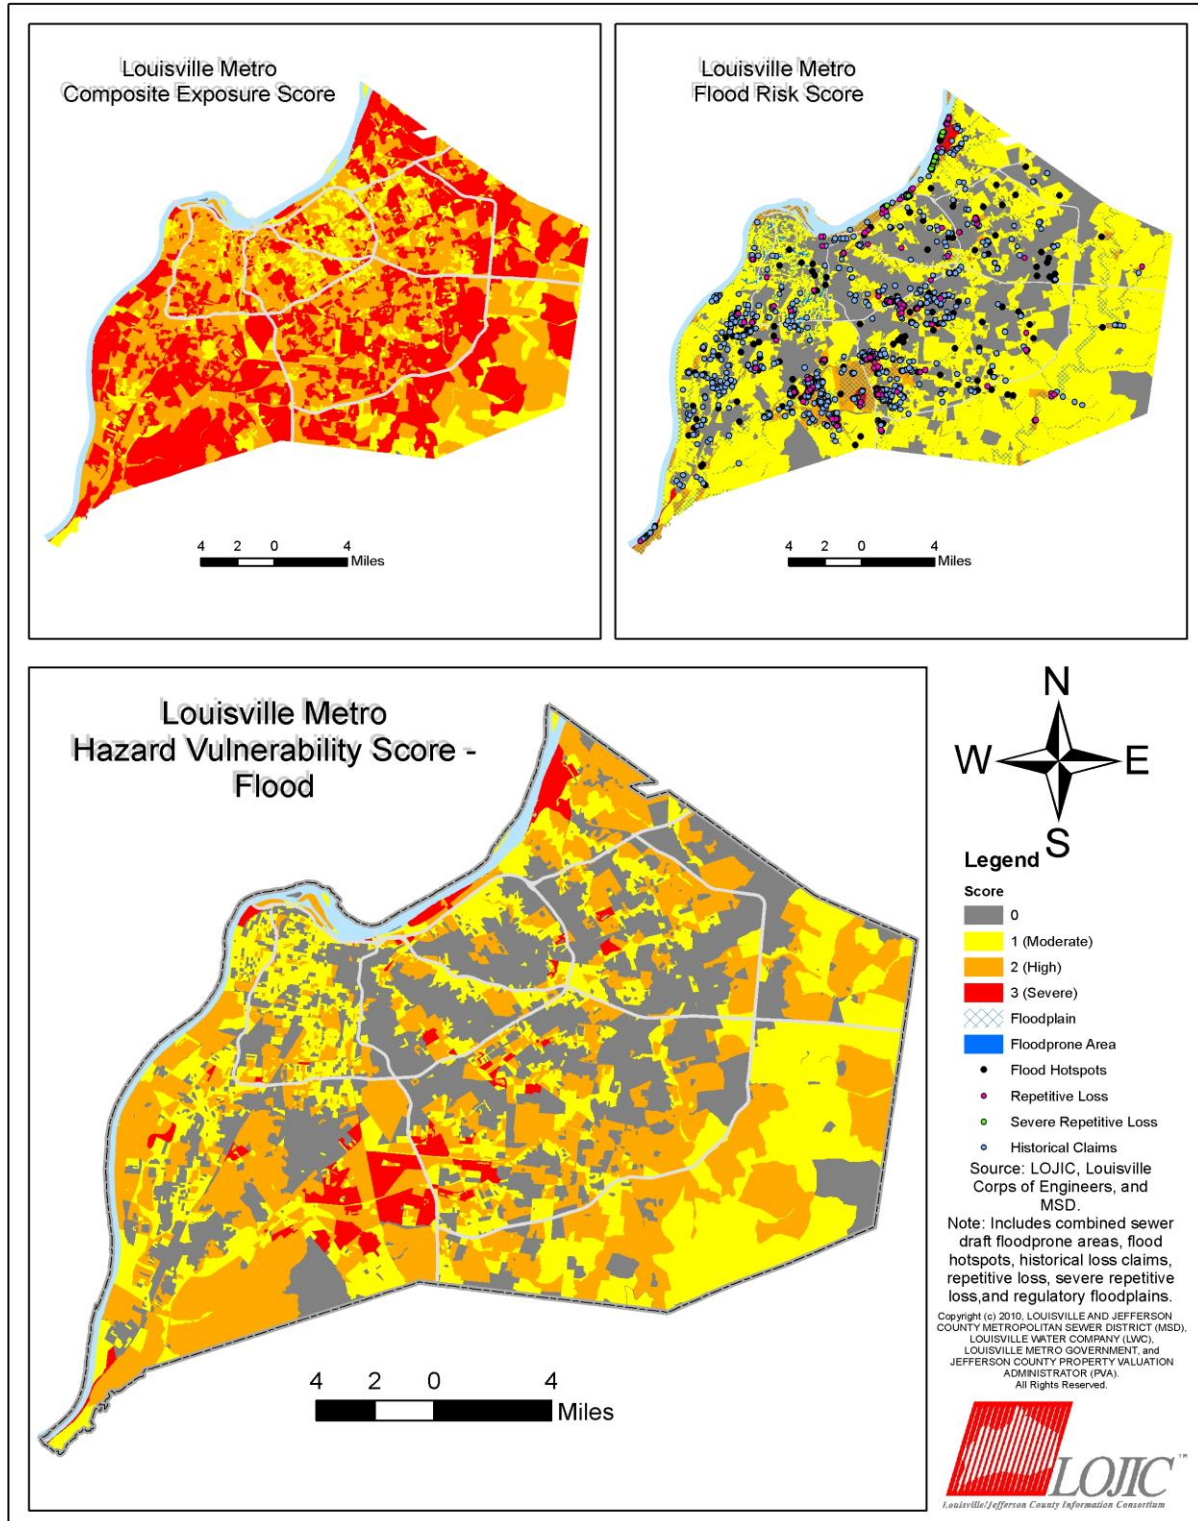 Louisville Metro
Composite Exposure Score
4 2 0 4
Miles
Louisville Metro
Flood Risk Score
4 2 0 4
Miles
Louisville Metro
Hazard Vulnerability Score -
Flood
4 2 0 4
Miles
N
W E
S
Legend
Score
0
1 (Moderate)
2 (High)
3 (Severe)
Floodplain
Floodprone Area
Flood Hotspots
Repetitive Loss
Severe Repetitive Loss
Historical Claims
Source: LOJIC, Louisville
Corps of Engineers, and
MSD.
Note: Includes combined sewer
draft floodprone areas, flood
hotspots, historical loss claims,
repetitive loss, severe repetitive
loss,and regulatory floodplains.
Copyright (c) 2010, LOUISVILLE AND JEFFERSON
COUNTY METROPOLITAN SEWER DISTRICT (MSD),
LOUISVILLE WATER COMPANY (LWC),
LOUISVILLE METRO GOVERNMENT, and
JEFFERSON COUNTY PROPERTY VALUATION
ADMINISTRATOR (PVA).
All Rights Reserved.
LOJIC™
Louisville/Jefferson County Information Consortium